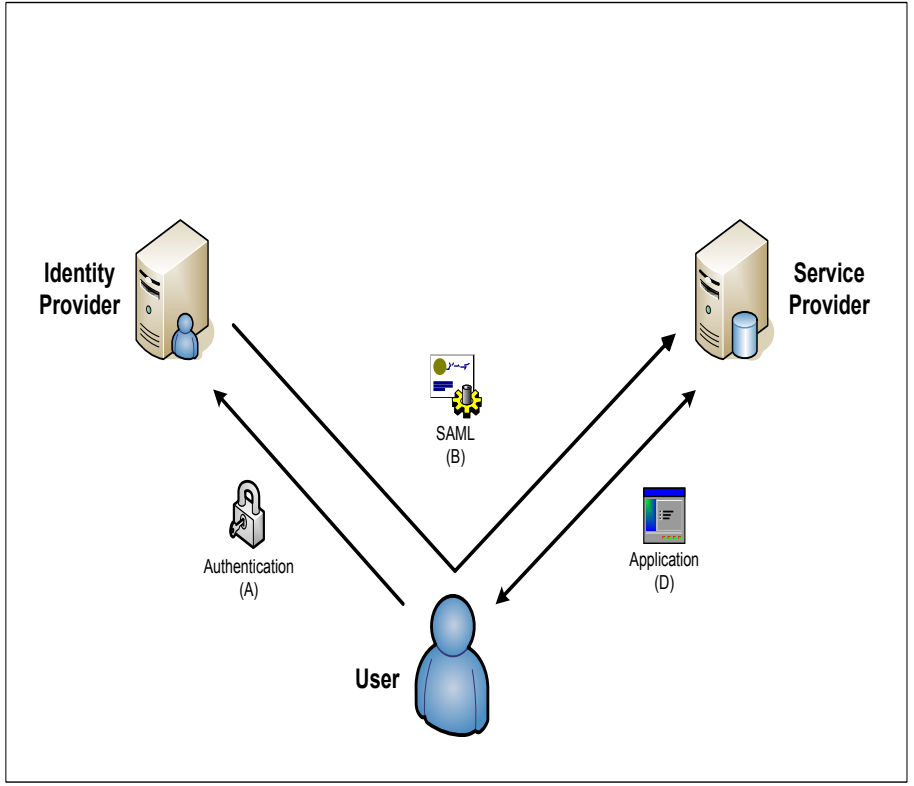 Identity
Provider
Service
Provider
SAML
(B)
Authentication
(A)
Application
(D)
User